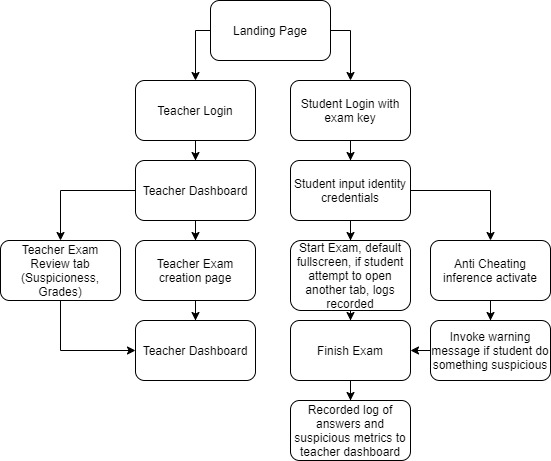 Landing Page
Teacher Login
Student Login with
exam key
Teacher Dashboard
Student input identity
credentials
Teacher Exam
Review tab
(Suspicioness,
Grades)
Teacher Exam
creation page
Start Exam, default
fullscreen, if student
attempt to open
another tab, logs
recorded
Anti Cheating
inference activate
Teacher Dashboard
Finish Exam
Invoke warning
message if student do
something suspicious
Recorded log of
answers and
suspicious metrics to
teacher dashboard